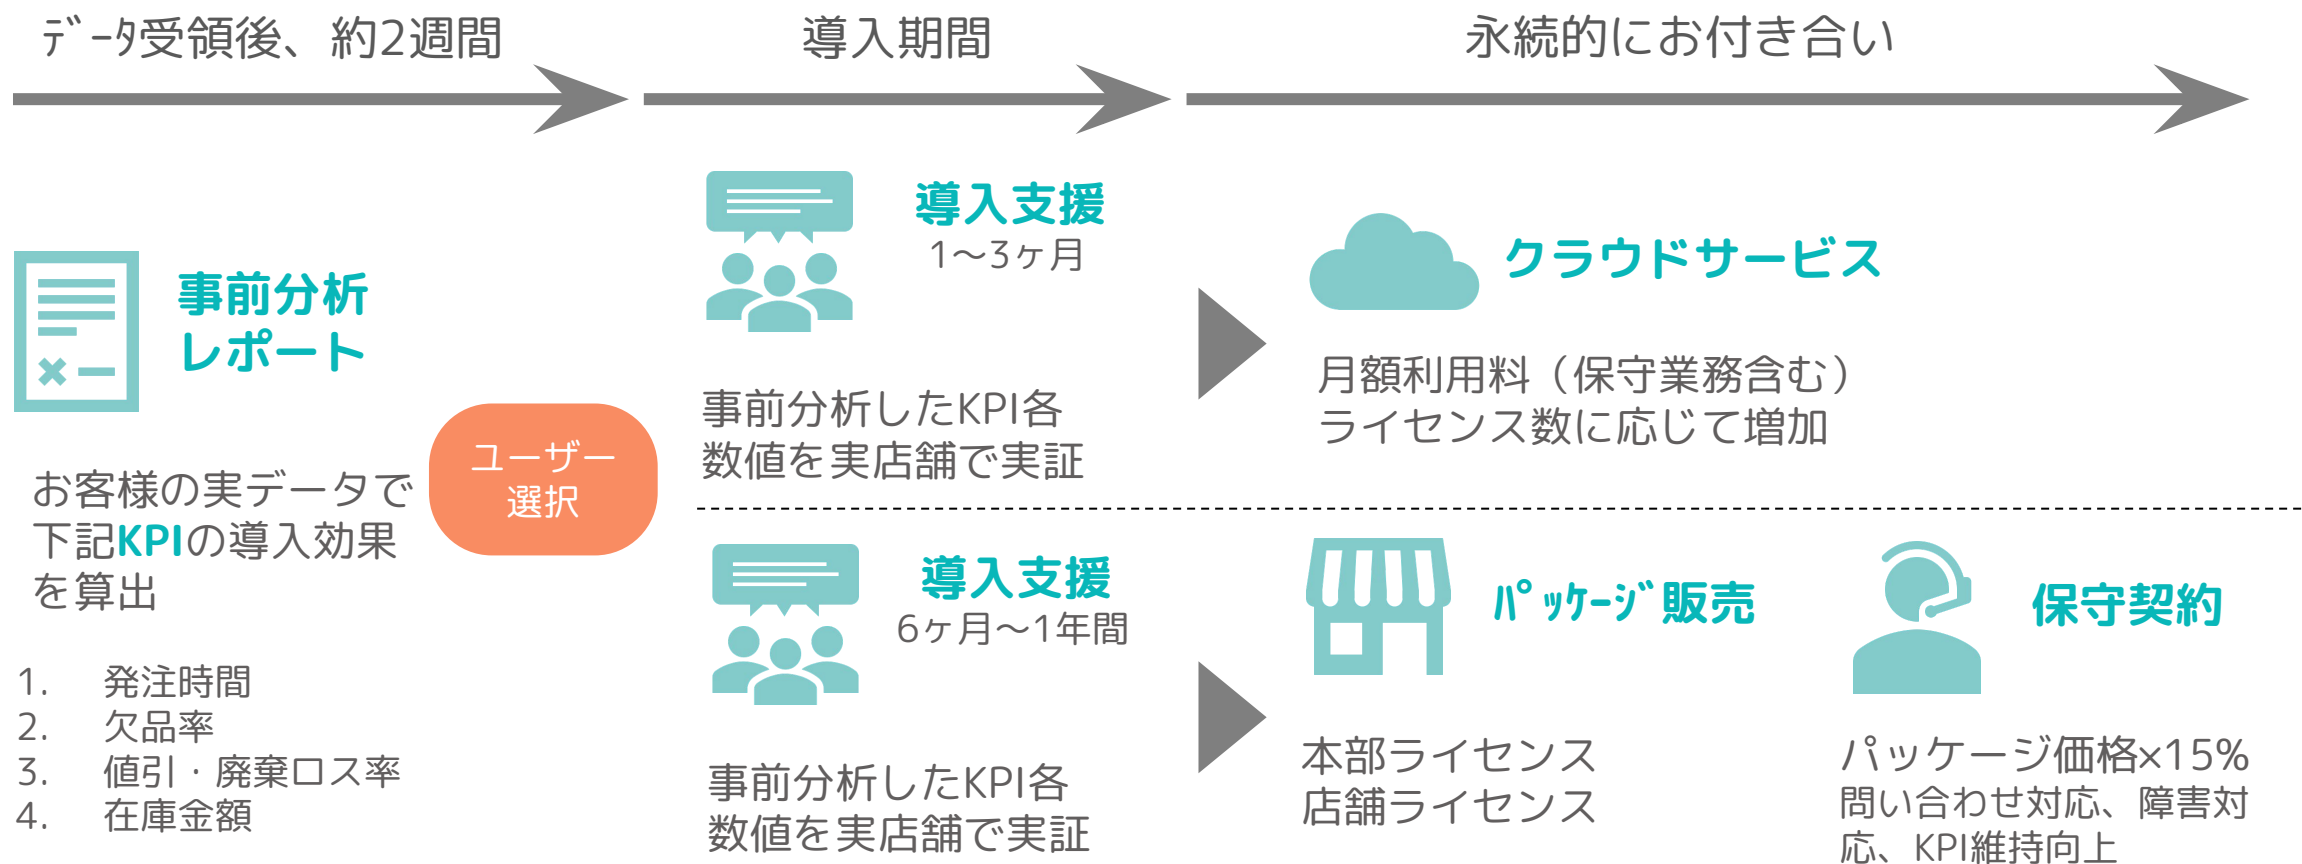 ﾃﾞｰﾀ受領後、約2週間
導入期間
永続的にお付き合い
事前分析
レポート
お客様の実データで
下記KPIの導入効果
を算出
1. 発注時間
2. 欠品率
3. 値引・廃棄ロス率
4. 在庫金額
ユーザー
選択
導入支援
1～3ヶ月
事前分析したKPI各
数値を実店舗で実証
クラウドサービス
月額利用料（保守業務含む）
ライセンス数に応じて増加
導入支援
6ヶ月～1年間
事前分析したKPI各
数値を実店舗で実証
ﾊﾟｯｹｰｼﾞ販売
本部ライセンス
店舗ライセンス
保守契約
パッケージ価格×15%
問い合わせ対応、障害対
応、KPI維持向上